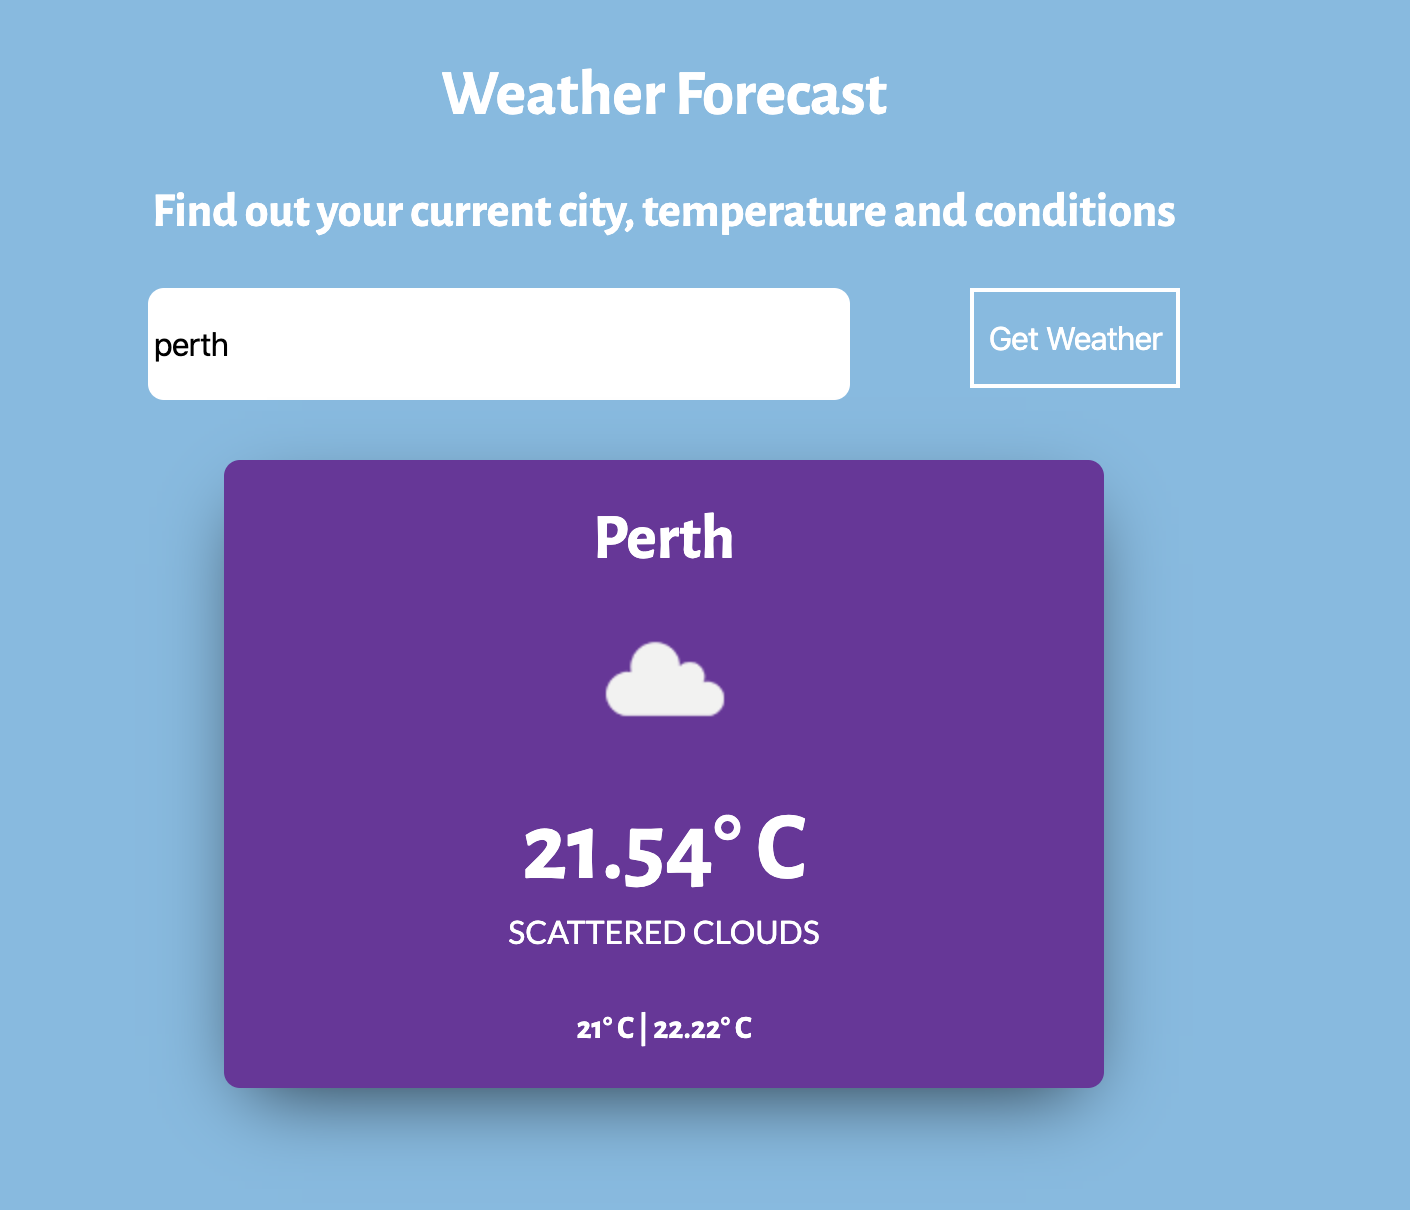 Weather Forecast
Find out your current city, temperature and conditions
perth
Get Weather
Perth
21.54° C
SCATTERED CLOUDS
21° C | 22.22° C